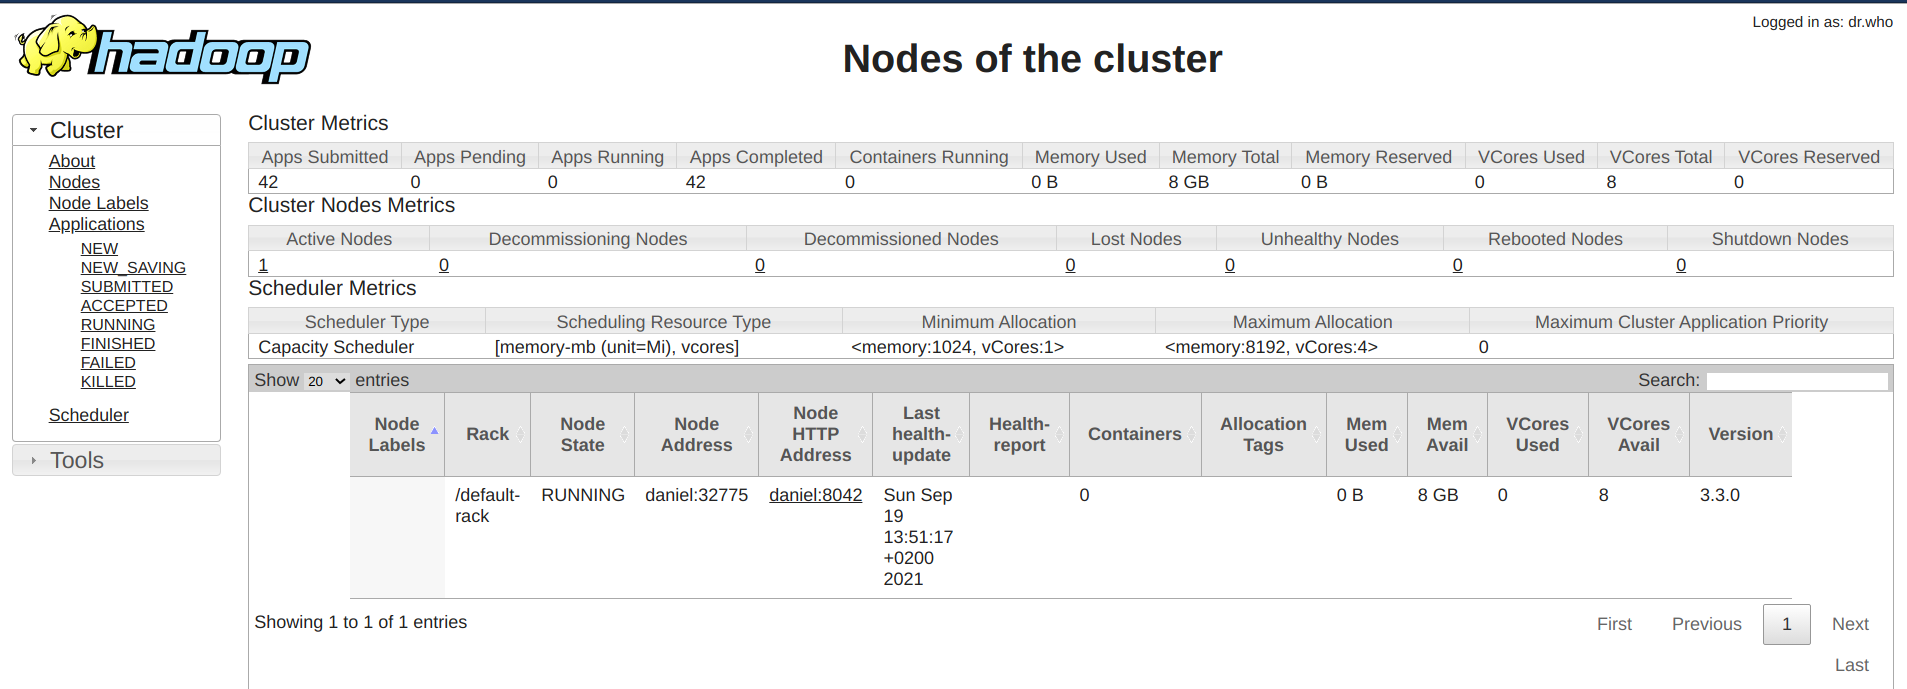 hadoop
Logged in as: dr.who
Nodes of the cluster
Cluster
About
Nodes
Node Labels
Applications
NEW
NEW_SAVING
SUBMITTED
ACCEPTED
RUNNING
FINISHED
FAILED
KILLED
Scheduler
Tools
Cluster Metrics
Apps Submitted Apps Pending Apps Running Apps Completed Containers Running Memory Used Memory Total Memory Reserved VCores Used VCores Total VCores Reserved
42 0 0 42 0 0 B 8 GB 0 B 0 8 0
Cluster Nodes Metrics
Active Nodes Decommissioning Nodes Decommissioned Nodes Lost Nodes Unhealthy Nodes Rebooted Nodes Shutdown Nodes
1 0 0 0 0 0 0
Scheduler Metrics
Scheduler Type Scheduling Resource Type Minimum Allocation Maximum Allocation Maximum Cluster Application Priority
Capacity Scheduler [memory-mb (unit=Mi), vcores] <memory:1024, vCores:1> <memory:8192, vCores:4> 0
Show 20 entries Search:
Node Labels Rack Node State Node Address Node HTTP Address Last health-update Health-report Containers Allocation Tags Mem Used Mem Avail VCores Used VCores Avail Version
/default-rack RUNNING daniel:32775 daniel:8042 Sun Sep 19 13:51:17 +0200 2021 0 0 B 8 GB 0 8 3.3.0
Showing 1 to 1 of 1 entries
First Previous 1 Next
Last